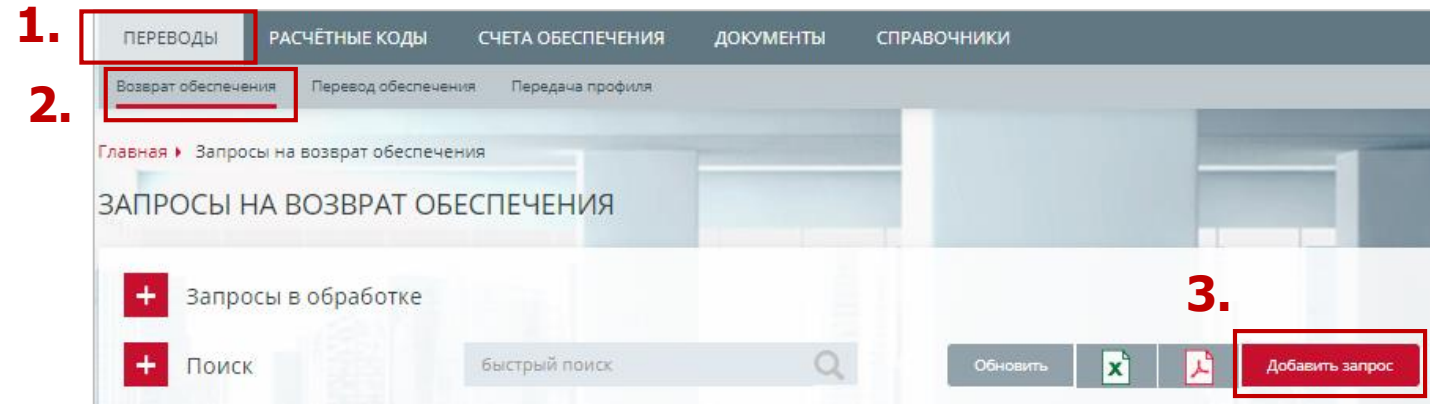 1.
ПЕРЕВОДЫ РАСЧЁТНЫЕ КОДЫ СЧЕТА ОБЕСПЕЧЕНИЯ ДОКУМЕНТЫ СПРАВОЧНИКИ
2.
Возврат обеспечения Перевод обеспечения Передача профиля
Главная Запросы на возврат обеспечения
ЗАПРОСЫ НА ВОЗВРАТ ОБЕСПЕЧЕНИЯ
+ Запросы в обработке
3.
+ Поиск быстрый поиск Обновить X Добавить запрос